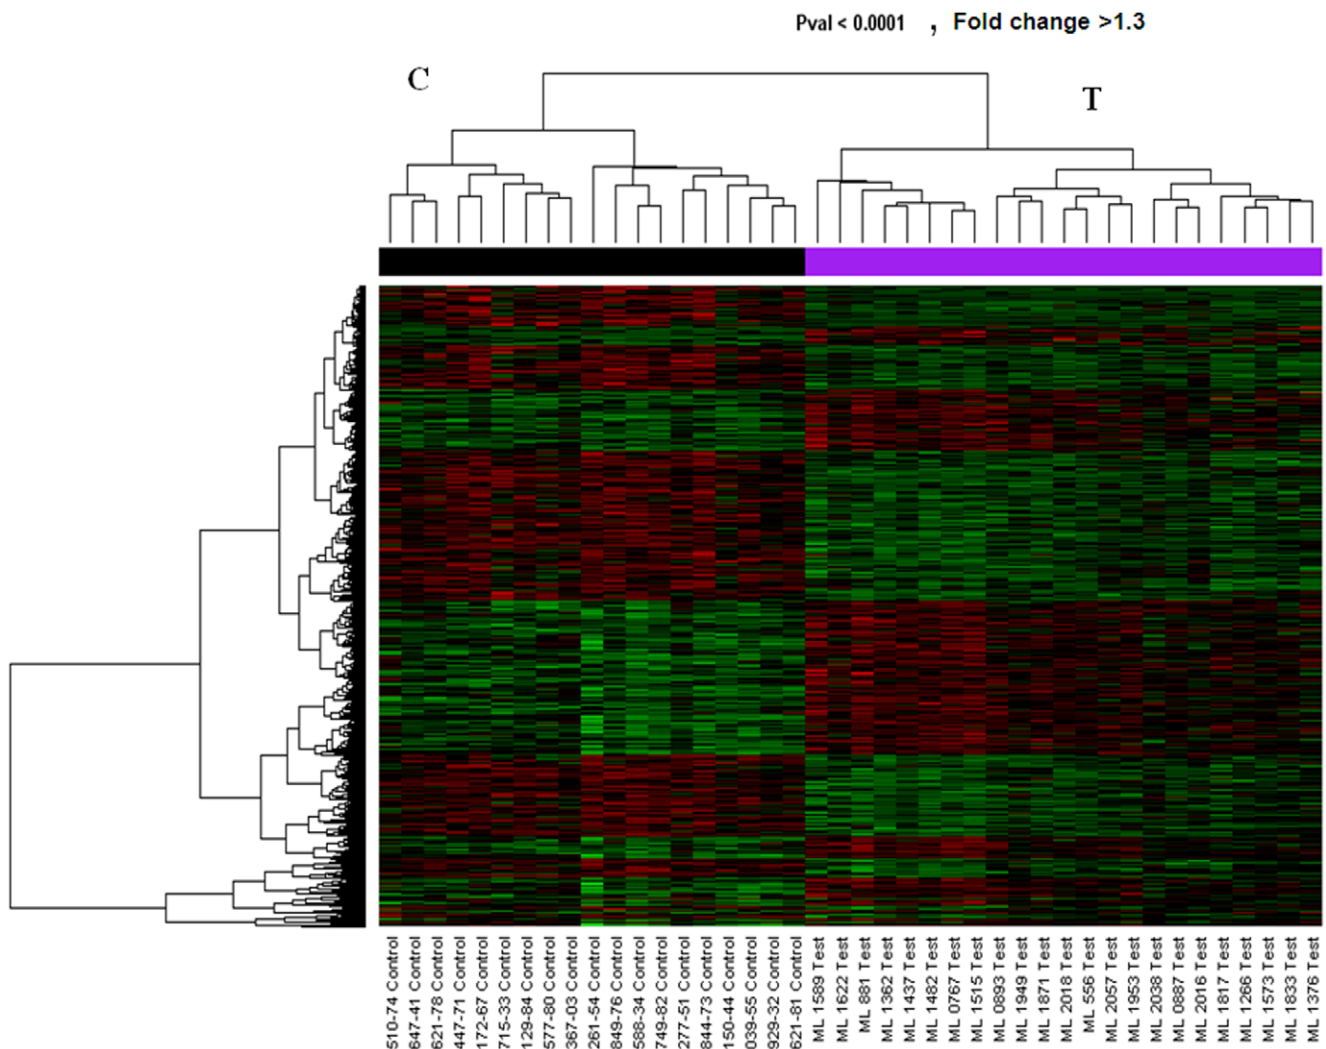 Pval < 0.0001 , Fold change >1.3
C
T
510-74 Control
647-41 Control
621-78 Control
447-71 Control
172-67 Control
715-33 Control
129-84 Control
577-80 Control
367-03 Control
261-54 Control
849-76 Control
588-34 Control
749-82 Control
277-51 Control
844-73 Control
150-44 Control
039-55 Control
929-32 Control
621-81 Control
ML 1589 Test
ML 1622 Test
ML 881 Test
ML 1362 Test
ML 1437 Test
ML 1482 Test
ML 0767 Test
ML 1515 Test
ML 0893 Test
ML 1949 Test
ML 1871 Test
ML 2018 Test
ML 556 Test
ML 2057 Test
ML 1953 Test
ML 2038 Test
ML 0887 Test
ML 2016 Test
ML 1817 Test
ML 1266 Test
ML 1573 Test
ML 1833 Test
ML 1376 Test